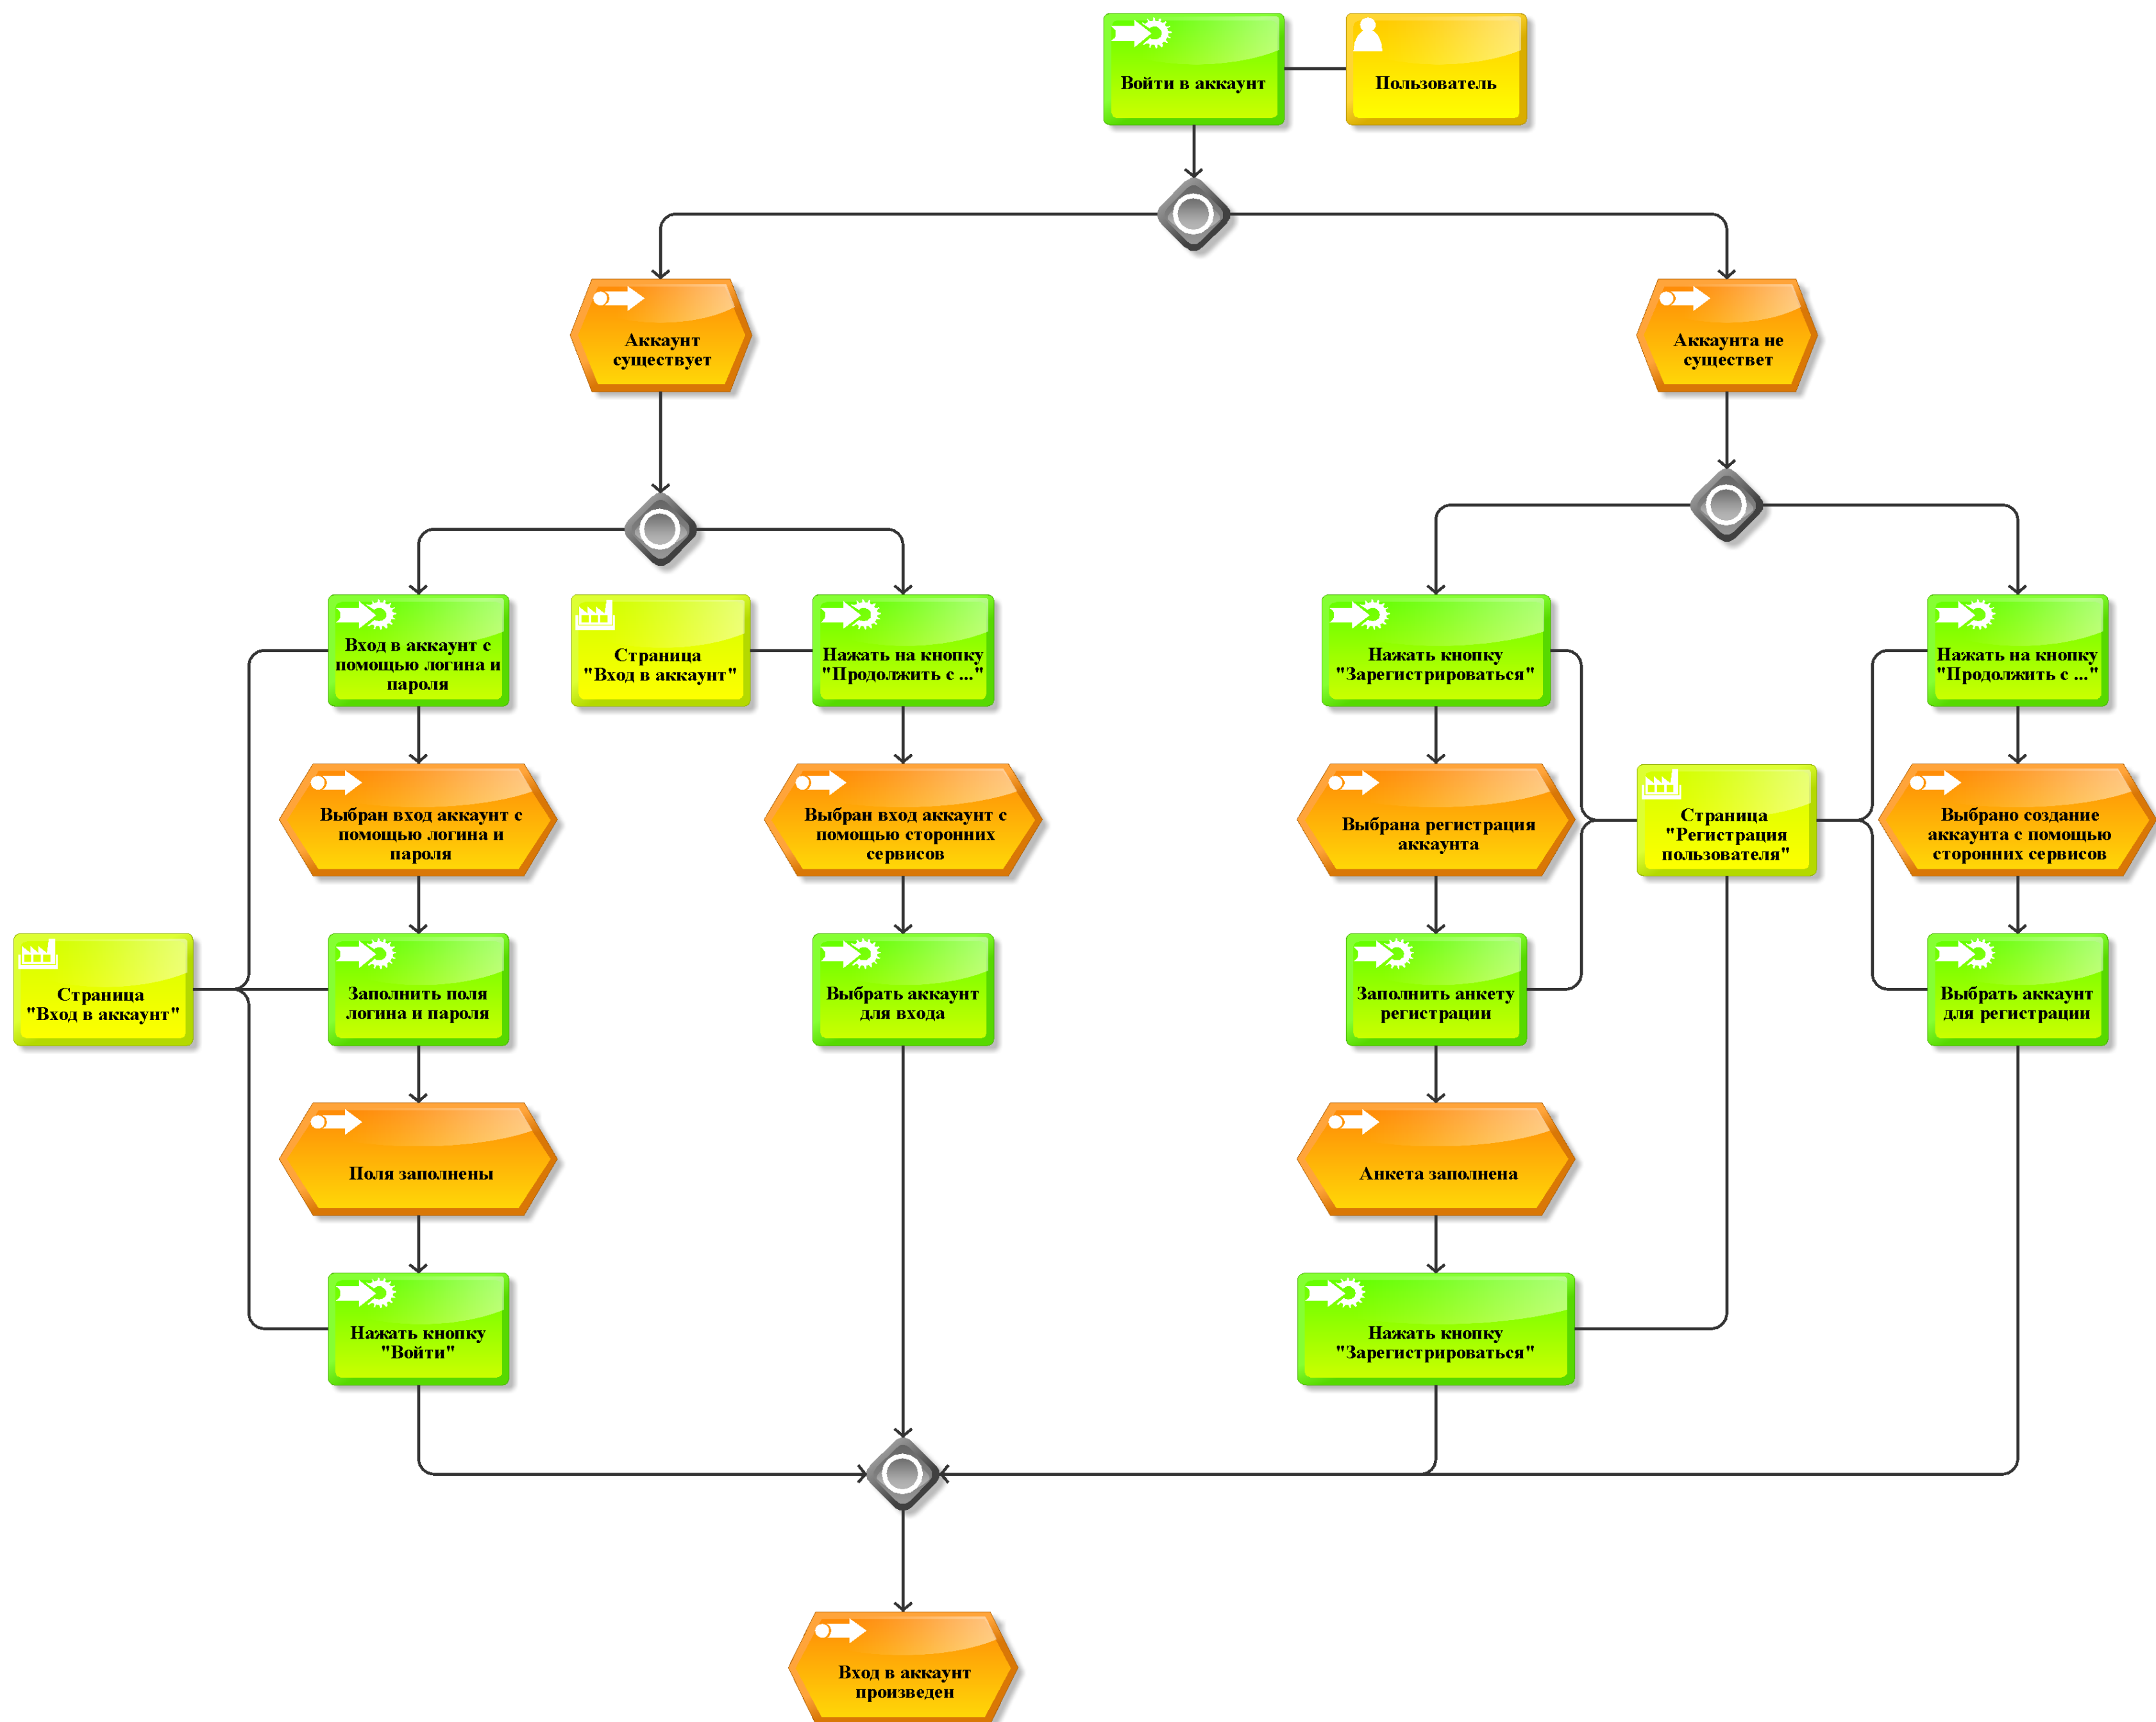 Войти в аккаунт
Пользователь
Аккаунт
существует
Аккаунта не
существет
Вход в аккаунт с
помощью логина и
пароля
Страница
"Вход в аккаунт"
Нажать на кнопку
"Продолжить с ..."
Нажать кнопку
"Зарегистрироваться"
Нажать на кнопку
"Продолжить с ..."
Выбран вход аккаунт с
помощью логина и
пароля
Выбран вход аккаунт с
помощью сторонних
сервисов
Выбрана регистрация
аккаунта
Страница
"Регистрация
пользователя"
Выбрано создание
аккаунта с помощью
сторонних сервисов
Страница
"Вход в аккаунт"
Заполнить поля
логина и пароля
Выбрать аккаунт
для входа
Заполнить анкету
регистрации
Выбрать аккаунт
для регистрации
Поля заполнены
Анкета заполнена
Нажать кнопку
"Войти"
Нажать кнопку
"Зарегистрироваться"
Вход в аккаунт
произведен